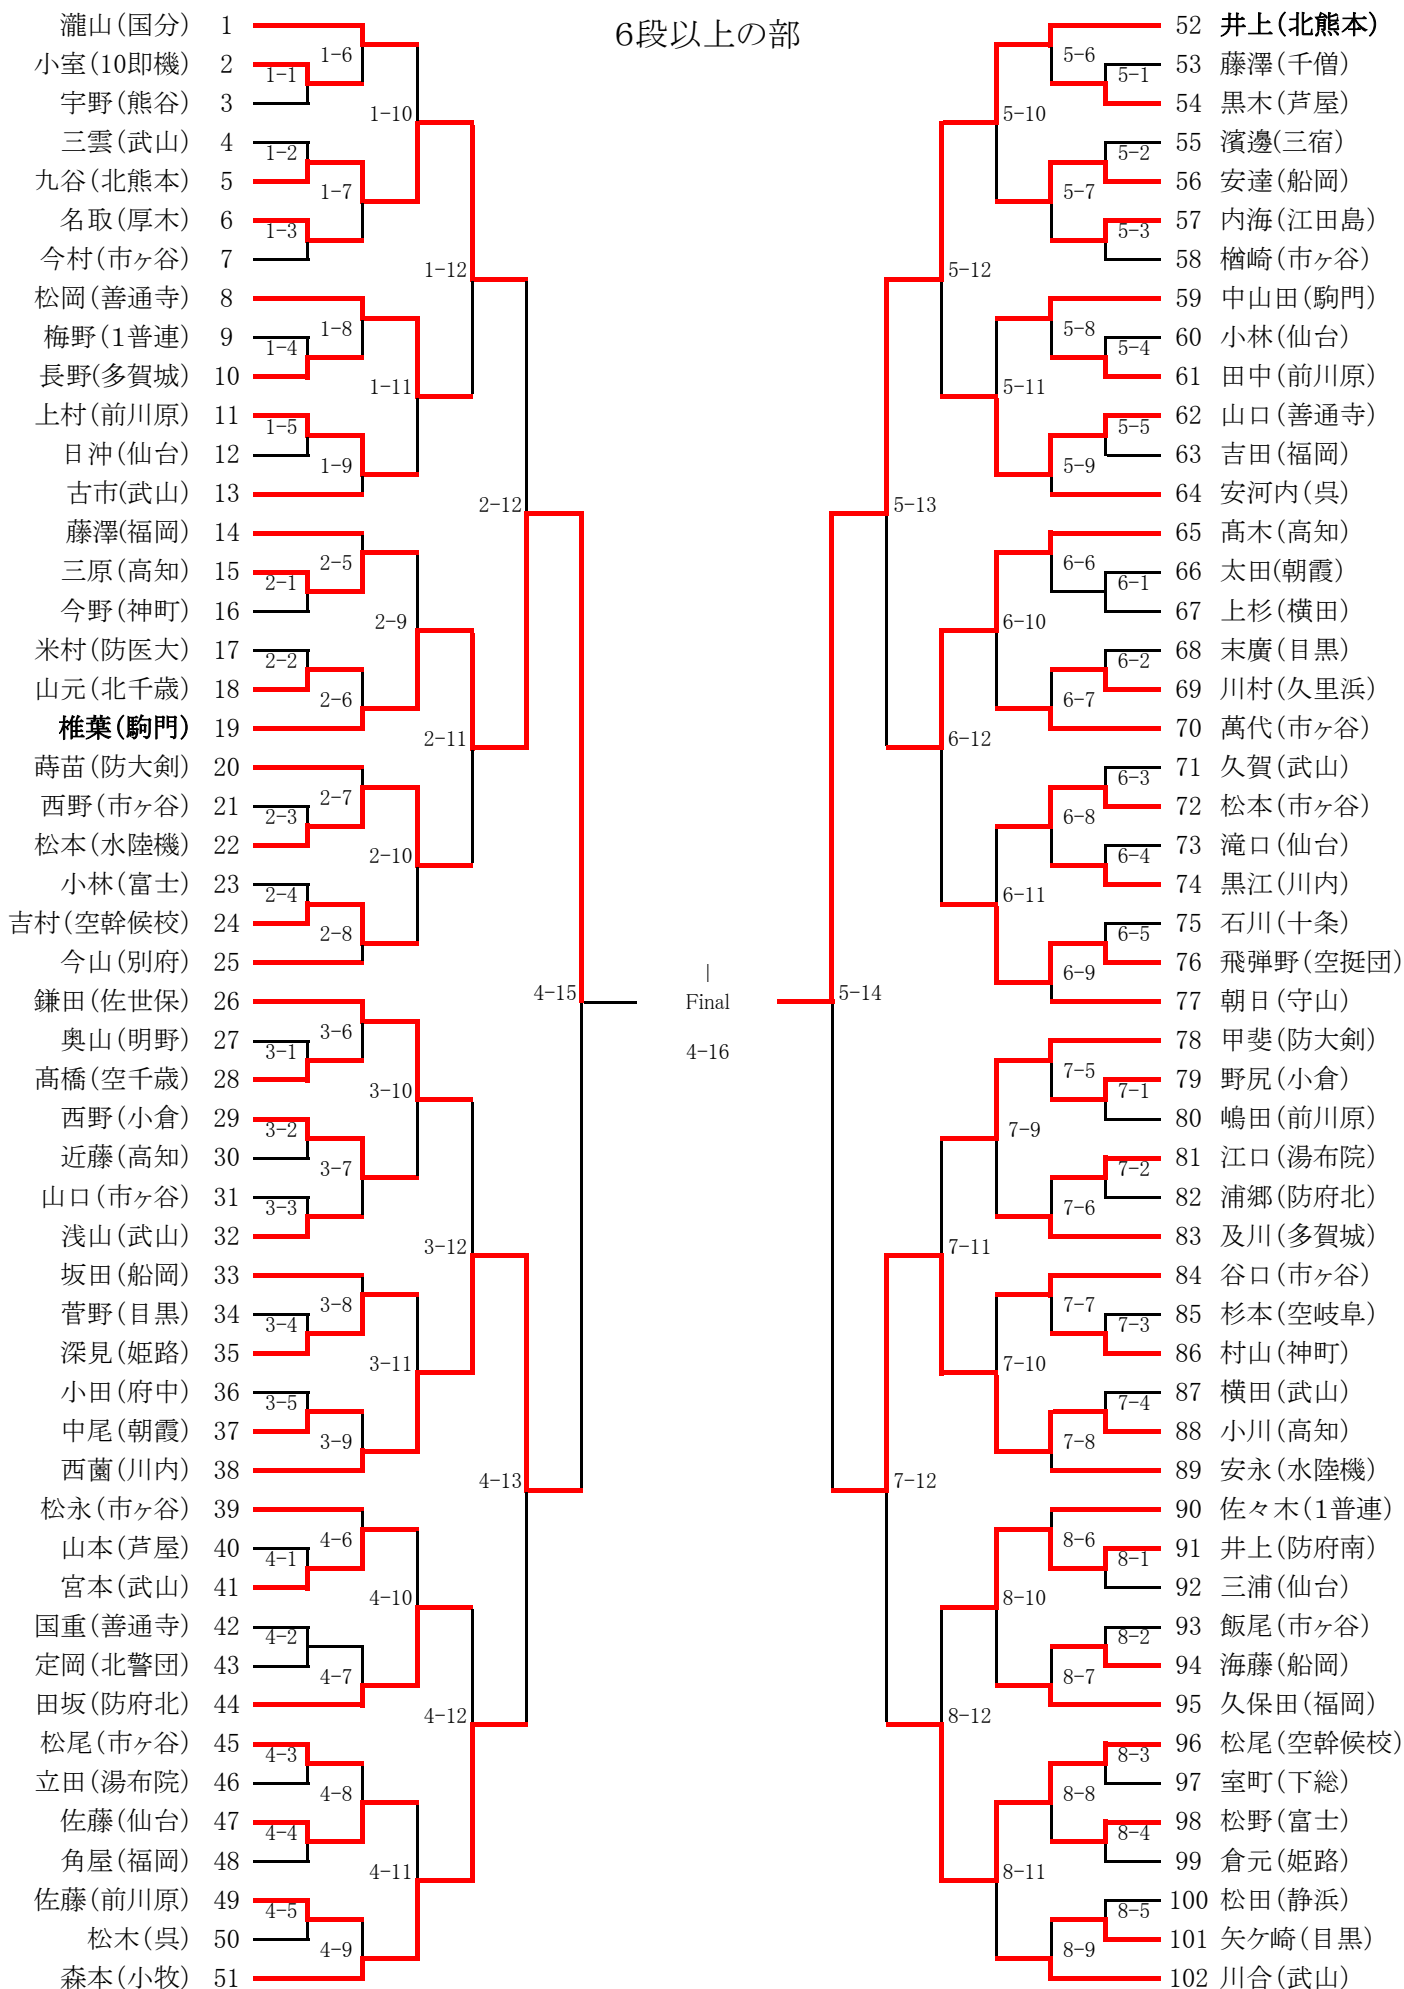 6段以上の部
瀧山(国分) 1
小室(10即機) 2
宇野(熊谷) 3
三雲(武山) 4
九谷(北熊本) 5
名取(厚木) 6
今村(市ヶ谷) 7
松岡(善通寺) 8
梅野(1普連) 9
長野(多賀城) 10
上村(前川原) 11
日沖(仙台) 12
古市(武山) 13
藤澤(福岡) 14
三原(高知) 15
今野(神町) 16
米村(防医大) 17
山元(北千歳) 18
椎葉(駒門) 19
蒔苗(防大剣) 20
西野(市ヶ谷) 21
松本(水陸機) 22
小林(富士) 23
吉村(空幹候校) 24
今山(別府) 25
鎌田(佐世保) 26
奥山(明野) 27
髙橋(空千歳) 28
西野(小倉) 29
近藤(高知) 30
山口(市ヶ谷) 31
浅山(武山) 32
坂田(船岡) 33
菅野(目黒) 34
深見(姫路) 35
小田(府中) 36
中尾(朝霞) 37
西薗(川内) 38
松永(市ヶ谷) 39
山本(芦屋) 40
宮本(武山) 41
国重(善通寺) 42
定岡(北警団) 43
田坂(防府北) 44
松尾(市ヶ谷) 45
立田(湯布院) 46
佐藤(仙台) 47
角屋(福岡) 48
佐藤(前川原) 49
松木(呉) 50
森本(小牧) 51
1-1
1-2
1-3
1-4
1-5
2-1
2-2
2-3
2-4
3-1
3-2
3-3
3-4
3-5
4-1
4-2
4-3
4-4
4-5
1-6
1-7
1-8
1-9
2-5
2-6
2-7
2-8
3-6
3-7
3-8
3-9
4-6
4-7
4-8
4-9
1-10
1-11
2-9
2-10
3-10
3-11
4-10
4-11
1-12
2-11
3-12
4-12
2-12
4-13
4-15
|
Final
4-16
5-14
5-13
7-12
5-12
6-12
7-11
8-12
5-10
5-11
6-10
6-11
7-9
7-10
8-10
8-11
5-6
5-7
5-8
5-9
6-6
6-7
6-8
6-9
7-5
7-6
7-7
7-8
8-6
8-7
8-8
8-9
5-1
5-2
5-3
5-4
5-5
6-1
6-2
6-3
6-4
6-5
7-1
7-2
7-3
7-4
8-1
8-2
8-3
8-4
8-5
52 井上(北熊本)
53 藤澤(千僧)
54 黒木(芦屋)
55 濱邊(三宿)
56 安達(船岡)
57 内海(江田島)
58 楢崎(市ヶ谷)
59 中山田(駒門)
60 小林(仙台)
61 田中(前川原)
62 山口(善通寺)
63 吉田(福岡)
64 安河内(呉)
65 髙木(高知)
66 太田(朝霞)
67 上杉(横田)
68 末廣(目黒)
69 川村(久里浜)
70 萬代(市ヶ谷)
71 久賀(武山)
72 松本(市ヶ谷)
73 滝口(仙台)
74 黒江(川内)
75 石川(十条)
76 飛弾野(空挺団)
77 朝日(守山)
78 甲斐(防大剣)
79 野尻(小倉)
80 嶋田(前川原)
81 江口(湯布院)
82 浦郷(防府北)
83 及川(多賀城)
84 谷口(市ヶ谷)
85 杉本(空岐阜)
86 村山(神町)
87 横田(武山)
88 小川(高知)
89 安永(水陸機)
90 佐々木(1普連)
91 井上(防府南)
92 三浦(仙台)
93 飯尾(市ヶ谷)
94 海藤(船岡)
95 久保田(福岡)
96 松尾(空幹候校)
97 室町(下総)
98 松野(富士)
99 倉元(姫路)
100 松田(静浜)
101 矢ケ崎(目黒)
102 川合(武山)